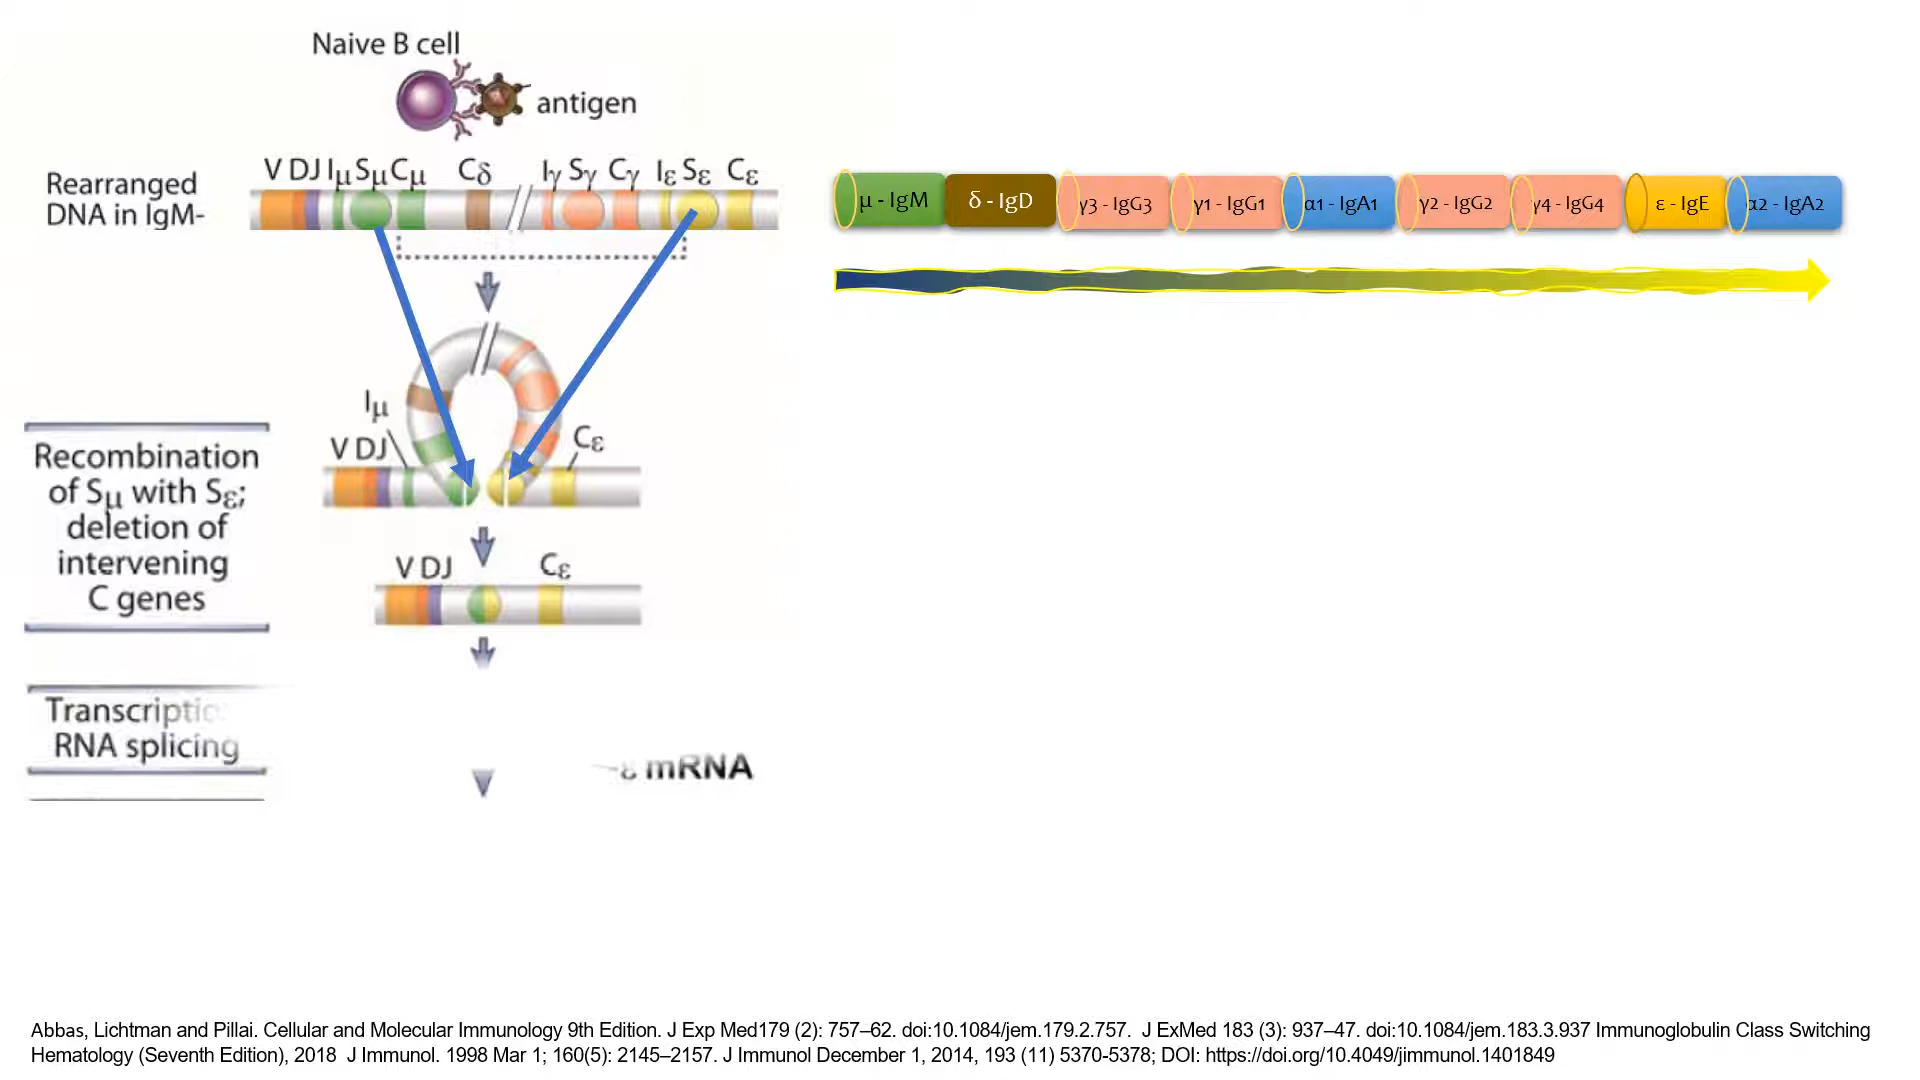 Naive B cell
antigen
V DJ Iμ Sμ Cμ Cδ Iγ Sγ Cγ Iε Sε Cε
Rearranged
DNA in IgM-
μ - IgM δ - IgD γ3 - IgG3 γ1 - IgG1 α1 - IgA1 γ2 - IgG2 γ4 - IgG4 ε - IgE α2 - IgA2
Iμ
V DJ
Cε
Recombination
of Sμ with Sε;
deletion of
intervening
C genes
V DJ Cε
RNA splicing
ε mRNA
Abbas, Lichtman and Pillai. Cellular and Molecular Immunology 9th Edition. J Exp Med179 (2): 757–62. doi:10.1084/jem.179.2.757. J ExMed 183 (3): 937–47. doi:10.1084/jem.183.3.937 Immunoglobulin Class Switching
Hematology (Seventh Edition), 2018 J Immunol. 1998 Mar 1; 160(5): 2145–2157. J Immunol December 1, 2014, 193 (11) 5370-5378; DOI: https://doi.org/10.4049/jimmunol.1401849